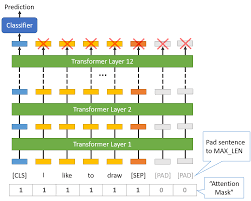 Prediction
Classifier
Transformer Layer 12
...
Transformer Layer 2
Transformer Layer 1
Pad sentence
to MAX_LEN
[CLS] I like to draw [SEP] [PAD] [PAD]
1 1 1 1 1 1 0 0
"Attention
Mask"